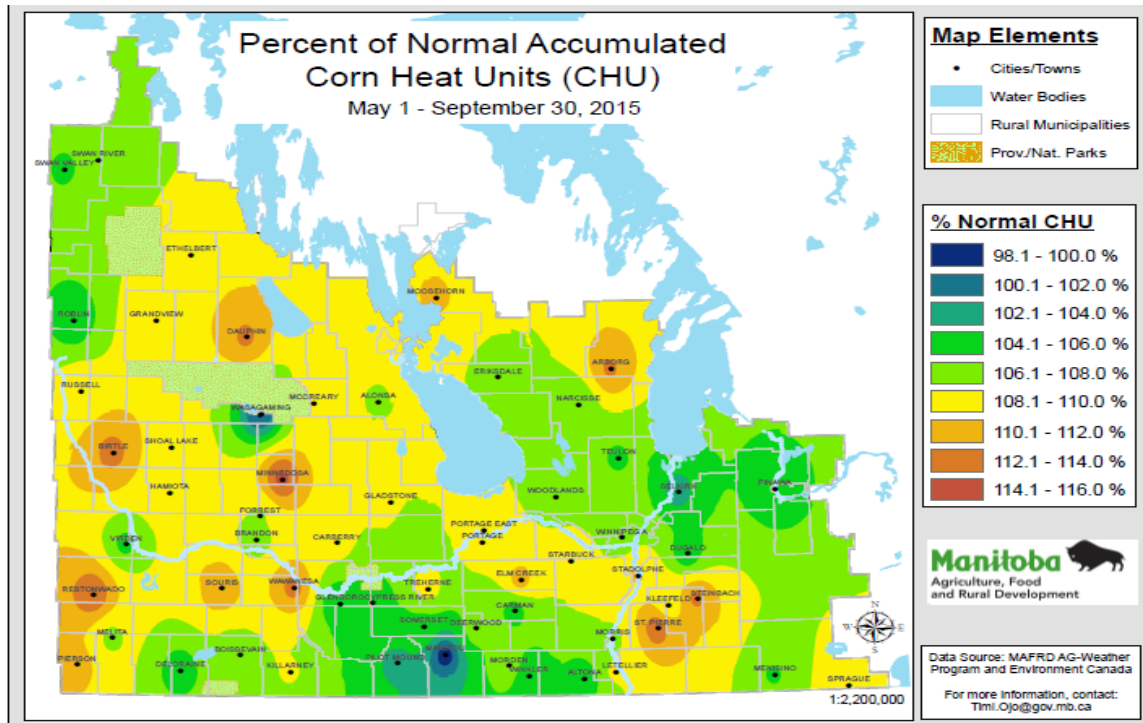 Percent of Normal Accumulated
Corn Heat Units (CHU)
May 1 - September 30, 2015
SWAN RIVER
SWAN VALLEY
ETHELBERT
MOOSEHORN
ROBLIN
GRANDVIEW
DAUPHIN
ARBORG
ERIKSDALE
RUSSELL
MCCREARY
ALONSA
NARCISSE
WASAGAMING
BIRTLE
SHOAL LAKE
TEULON
MINNEDOSA
HAMIOTA
GLADSTONE
WOODLANDS
SELKIRK
PINAWA
FORREST
VIRDEN
BRANDON
CARBERRY
PORTAGE EAST
PORTAGE
WINNIPEG A
STARBUCK
DUGALD
RESTONWADO
SOURIS
WAWANESA
TREHERNE
ELM CREEK
STADOLPHE
GLENBOROCYPRESS RIVER
CARMAN
KLEEFELD
STEINBACH
SOMERSET
DEERWOOD
ST. PIERRE
MELITA
MORRIS
PIERSON
DELORAINE
BOISSEVAIN
KILLARNEY
PILOT MOUND
MANITOU
MORDEN
WINKLER
ALTONA
LETELLIER
MENISINO
SPRAGUE
1:2,200,000
Map Elements
Cities/Towns
Water Bodies
Rural Municipalities
Prov./Nat. Parks
% Normal CHU
98.1 - 100.0 %
100.1 - 102.0 %
102.1 - 104.0 %
104.1 - 106.0 %
106.1 - 108.0 %
108.1 - 110.0 %
110.1 - 112.0 %
112.1 - 114.0 %
114.1 - 116.0 %
Manitoba
Agriculture, Food
and Rural Development
N
W E
S
Data Source: MAFRD AG-Weather
Program and Environment Canada
For more information, contact:
Timi.Ojo@gov.mb.ca